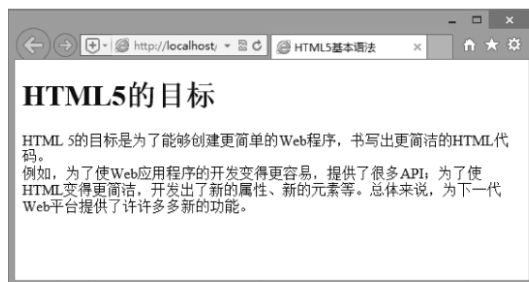 http://localhost/
HTML5基本语法
HTML5的目标
HTML 5的目标是为了能够创建更简单的Web程序，书写出更简洁的HTML代
码。
例如，为了使Web应用程序的开发变得更容易，提供了很多API；为了使
HTML变得更简洁，开发出了新的属性、新的元素等。总体来说，为下一代
Web平台提供了许许多多新的功能。